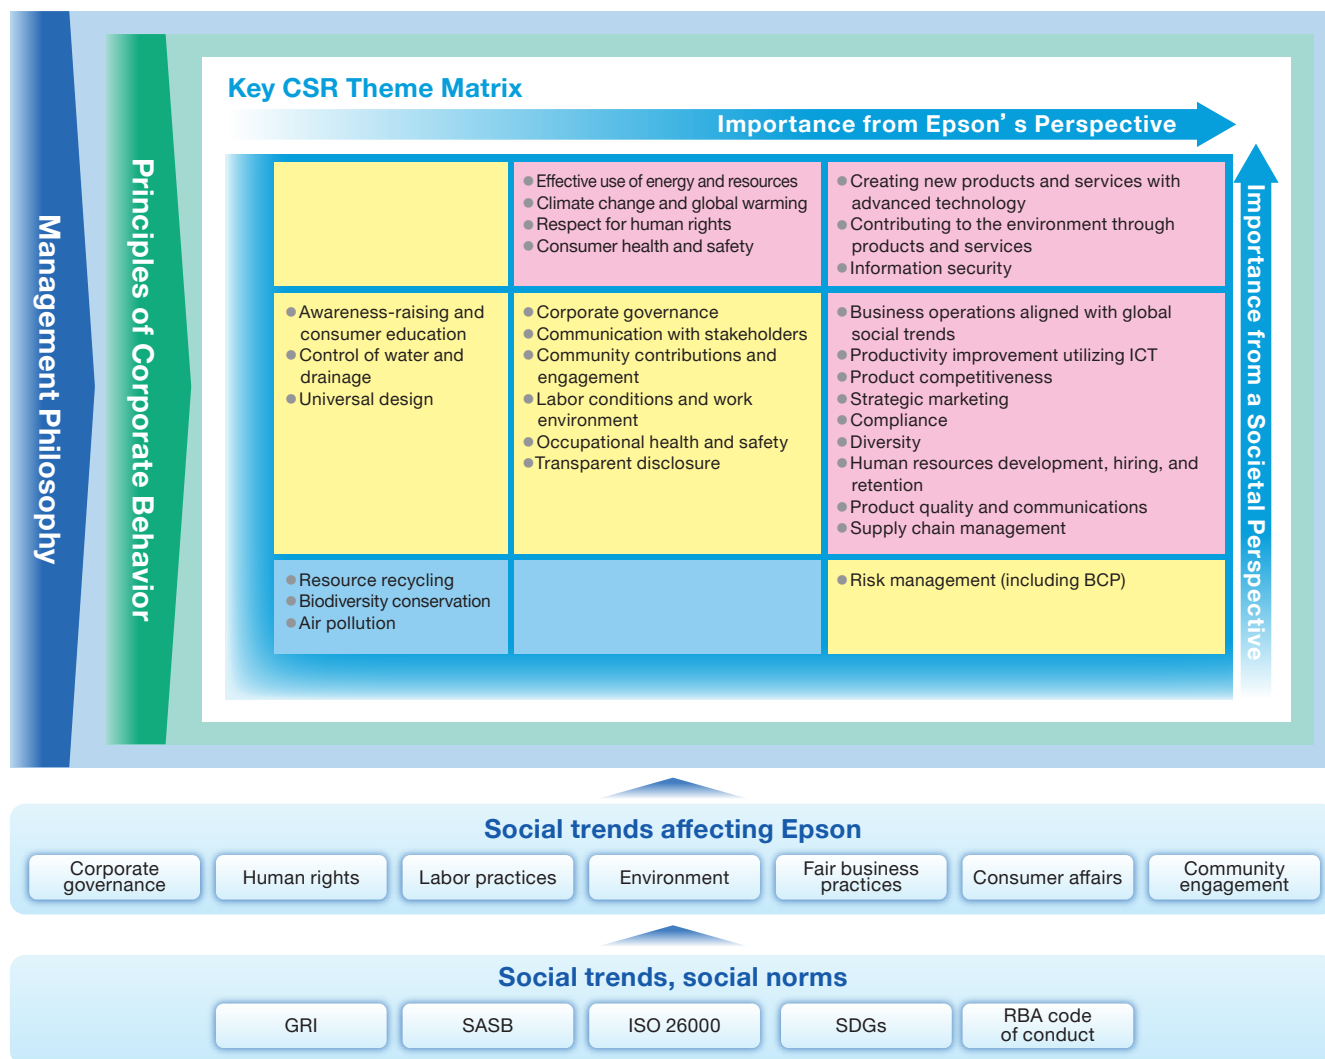 Management Philosophy
Principles of Corporate Behavior
Key CSR Theme Matrix
Importance from Epson's Perspective
Importance from a Societal Perspective
● Effective use of energy and resources
● Climate change and global warming
● Respect for human rights
● Consumer health and safety
● Creating new products and services with
advanced technology
● Contributing to the environment through
products and services
● Information security
● Awareness-raising and
consumer education
● Control of water and
drainage
● Universal design
● Corporate governance
● Communication with stakeholders
● Community contributions and
engagement
● Labor conditions and work
environment
● Occupational health and safety
● Transparent disclosure
● Business operations aligned with global
social trends
● Productivity improvement utilizing ICT
● Product competitiveness
● Strategic marketing
● Compliance
● Diversity
● Human resources development, hiring, and
retention
● Product quality and communications
● Supply chain management
● Resource recycling
● Biodiversity conservation
● Air pollution
● Risk management (including BCP)
Social trends affecting Epson
Corporate
governance
Human rights
Labor practices
Environment
Fair business
practices
Consumer affairs
Community
engagement
Social trends, social norms
GRI
SASB
ISO 26000
SDGs
RBA code
of conduct